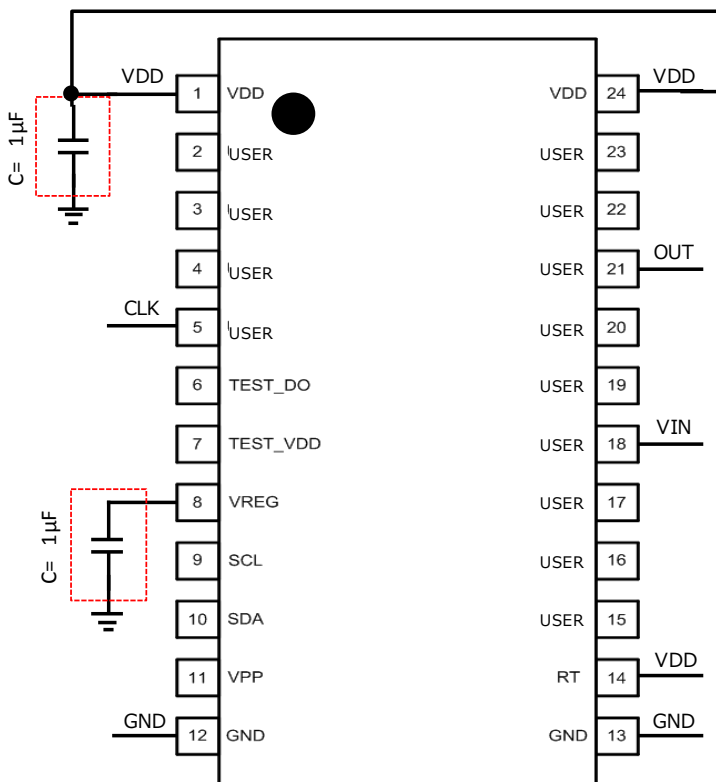 VDD 1 VDD VDD 24 VDD
C= 1µF
2 USER USER 23
3 USER USER 22
4 USER USER 21 OUT
CLK 5 USER USER 20
6 TEST_DO USER 19
7 TEST_VDD USER 18 VIN
8 VREG USER 17
C= 1µF
9 SCL USER 16
10 SDA USER 15
11 VPP RT 14 VDD
GND 12 GND GND 13 GND